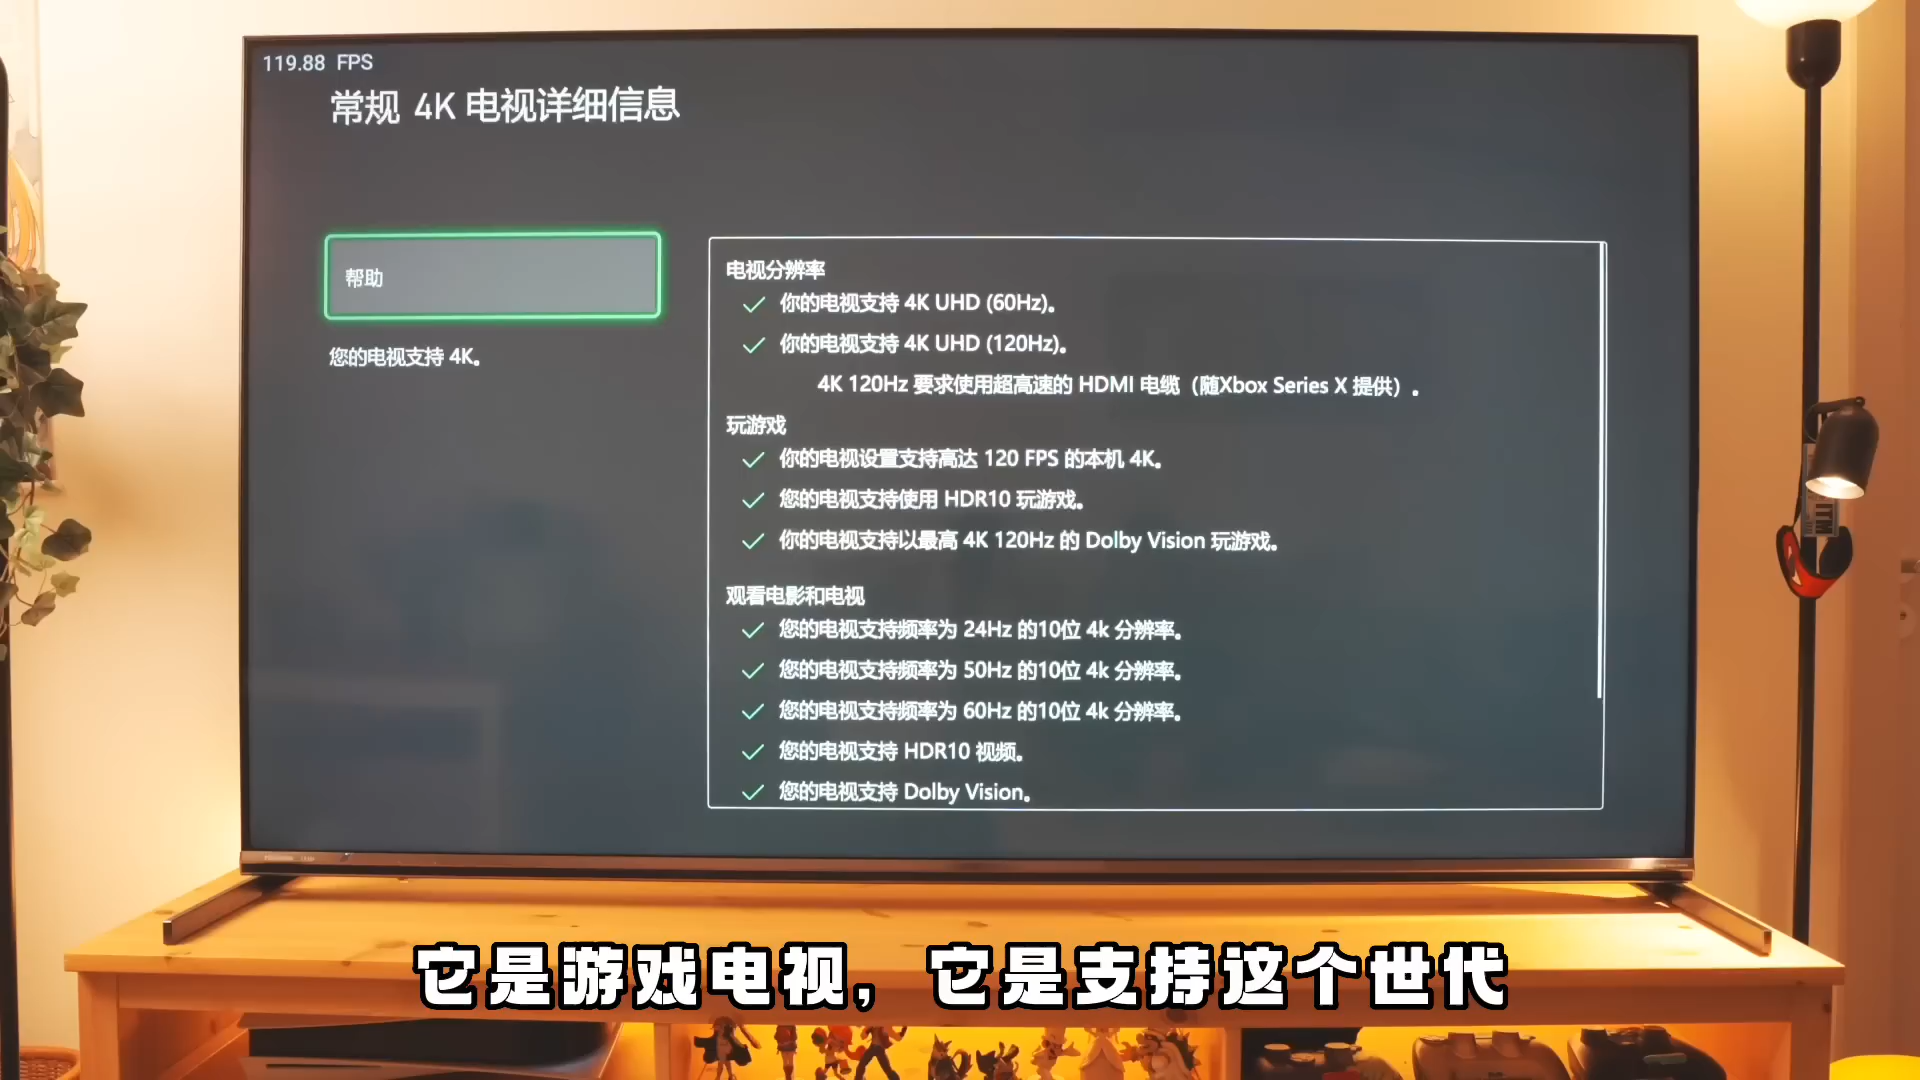 119.88 FPS
常规 4K 电视详细信息
帮助
您的电视支持 4K。
电视分辨率
你的电视支持 4K UHD (60Hz)。
你的电视支持 4K UHD (120Hz)。
4K 120Hz 要求使用超高速的 HDMI 电缆（随Xbox Series X 提供）。
玩游戏
你的电视设置支持高达 120 FPS 的本机 4K。
您的电视支持使用 HDR10 玩游戏。
你的电视支持以最高 4K 120Hz 的 Dolby Vision 玩游戏。
观看电影和电视
您的电视支持频率为 24Hz 的10位 4k 分辨率。
您的电视支持频率为 50Hz 的10位 4k 分辨率。
您的电视支持频率为 60Hz 的10位 4k 分辨率。
您的电视支持 HDR10 视频。
您的电视支持 Dolby Vision。
它是游戏电视，它是支持这个世代